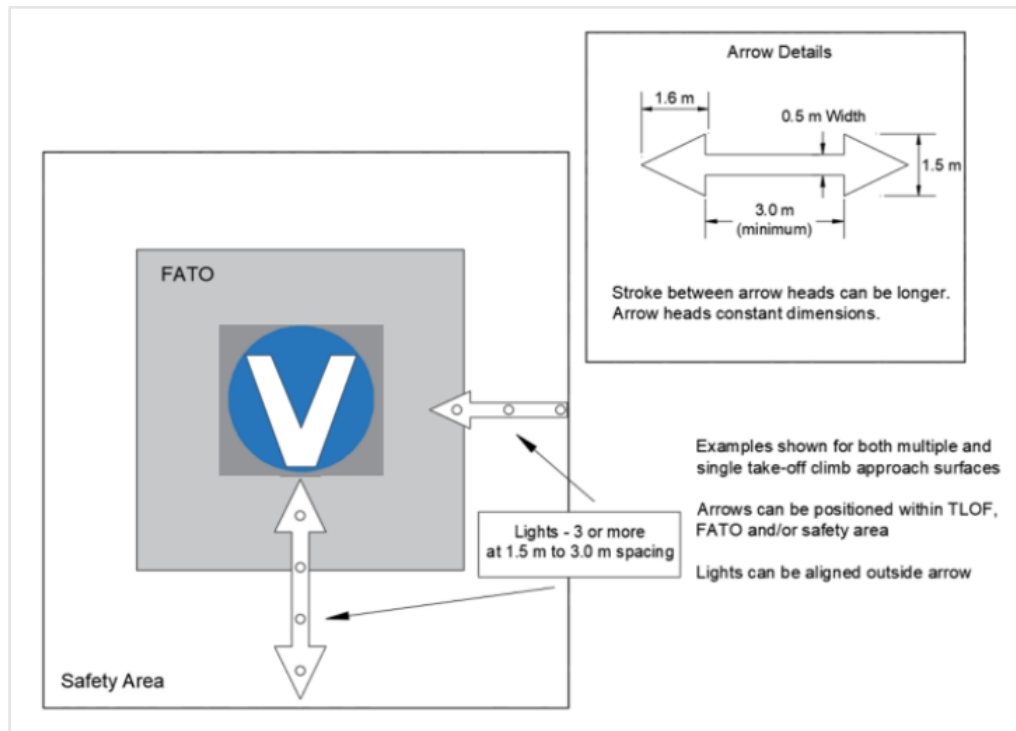 Arrow Details
1.6 m
0.5 m Width
1.5 m
3.0 m
(minimum)
Stroke between arrow heads can be longer.
Arrow heads constant dimensions.
FATO
V
Lights - 3 or more
at 1.5 m to 3.0 m spacing
Examples shown for both multiple and
single take-off climb approach surfaces
Arrows can be positioned within TLOF,
FATO and/or safety area
Lights can be aligned outside arrow
Safety Area